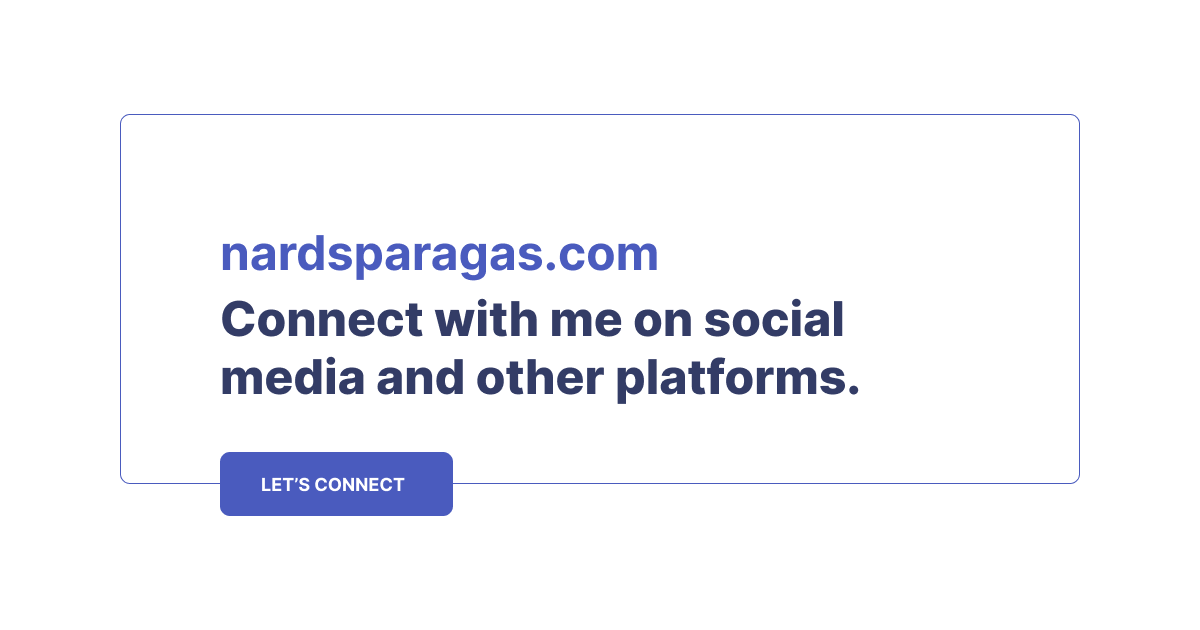 nardsparagas.com
Connect with me on social
media and other platforms.
LET’S CONNECT